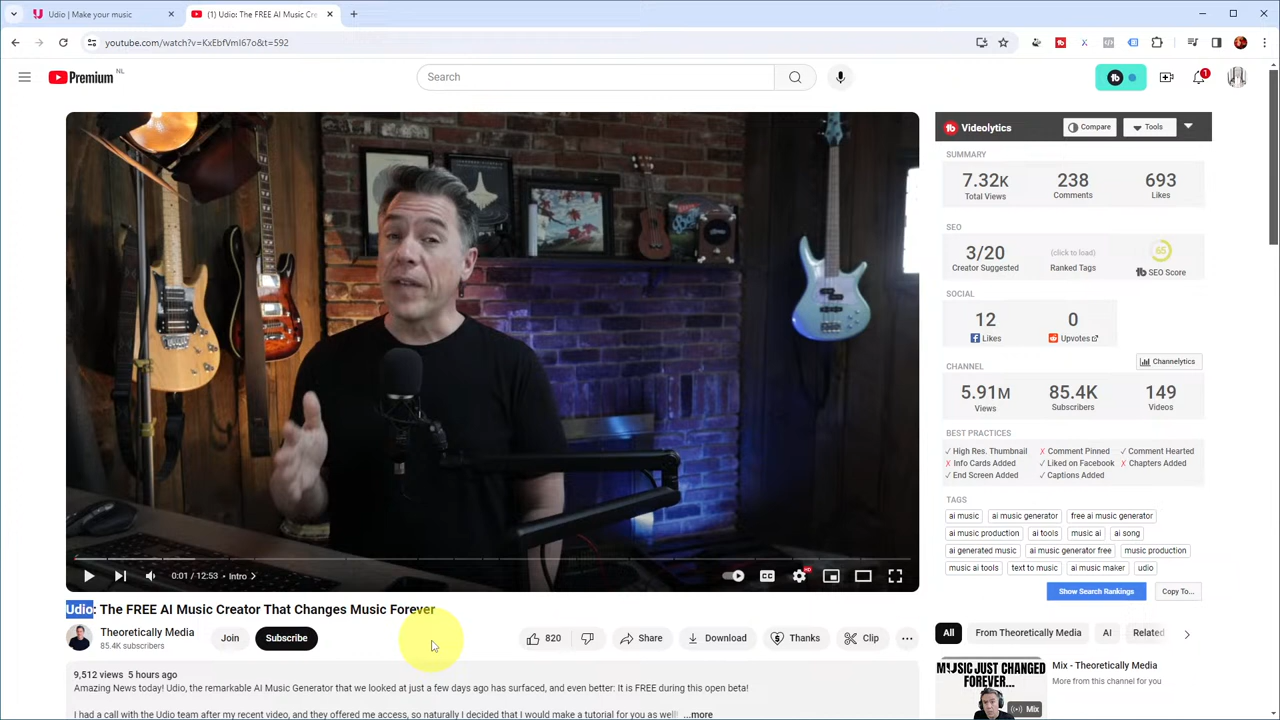 Udio | Make your music
(1) Udio: The FREE AI Music Cre
youtube.com/watch?v=KxEbfVmI67o&t=592
Premium NL
Search
1
Videolytics
Compare
Tools
SUMMARY
7.32K
238
693
Total Views
Comments
Likes
SEO
3/20
(click to load)
65
Creator Suggested
Ranked Tags
SEO Score
SOCIAL
12
0
Likes
Upvotes
Channelytics
CHANNEL
5.91M
85.4K
149
Views
Subscribers
Videos
BEST PRACTICES
✓ High Res. Thumbnail
✗ Comment Pinned
✓ Comment Hearted
✗ Info Cards Added
✓ Liked on Facebook
✗ Chapters Added
✓ End Screen Added
✓ Captions Added
TAGS
ai music
ai music generator
free ai music generator
ai music production
ai tools
music ai
ai song
ai generated music
ai music generator free
music production
music ai tools
text to music
ai music maker
udio
Show Search Rankings
Copy To...
0:01 / 12:53 • Intro
HD
Udio: The FREE AI Music Creator That Changes Music Forever
Theoretically Media
85.4K subscribers
Join
Subscribe
820
Share
Download
Thanks
Clip
9,512 views 5 hours ago
Amazing News today! Udio, the remarkable AI Music Generator that we looked at just a few days ago has surfaced, and even better: It is FREE during this open beta!
I had a call with the Udio team after my recent video, and they offered me access, so naturally I decided that I would make a tutorial for you as well! ...more
All
From Theoretically Media
AI
Related
MUSIC JUST CHANGED
FOREVER...
Mix
Mix - Theoretically Media
More from this channel for you